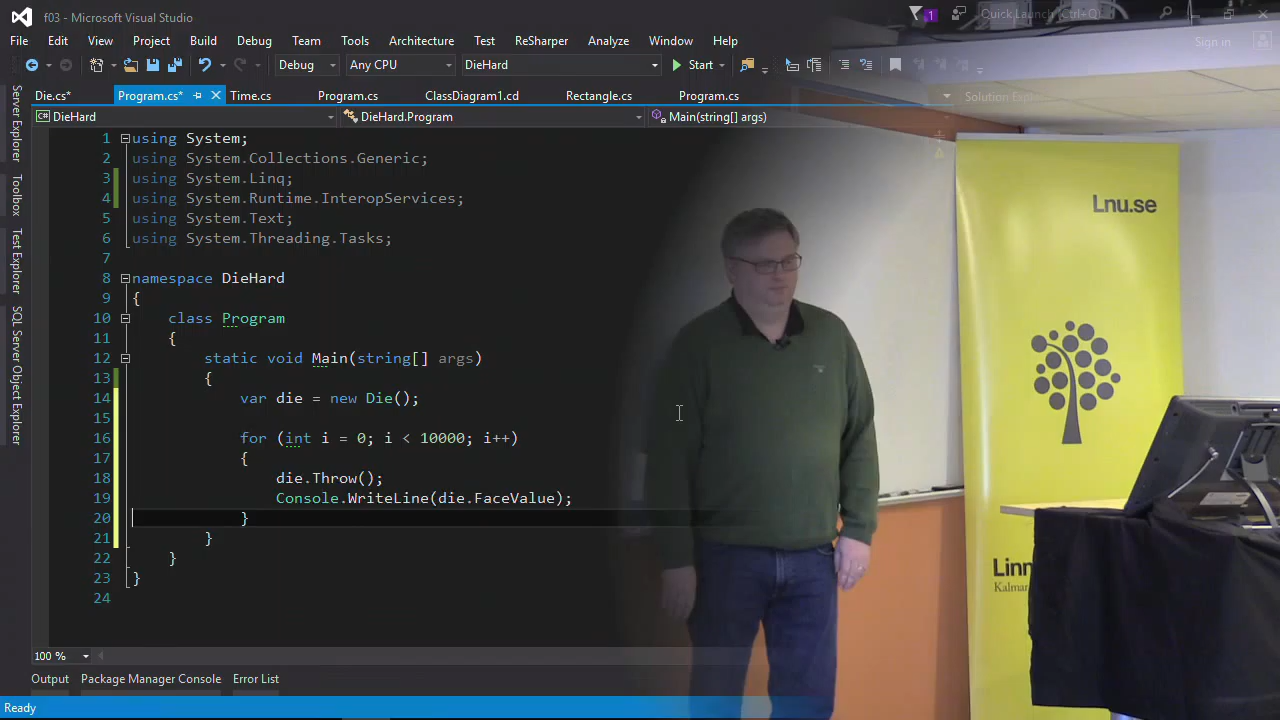 f03 - Microsoft Visual Studio
1
Quick Launch (Ctrl+Q)
File Edit View Project Build Debug Team Tools Architecture Test ReSharper Analyze Window Help
Sign in
Debug Any CPU DieHard Start
Die.cs* Program.cs* Time.cs Program.cs ClassDiagram1.cd Rectangle.cs Program.cs
Solution Explorer
DieHard DieHard.Program Main(string[] args)
Server Explorer
Toolbox
Test Explorer
SQL Server Object Explorer
1 using System;
2 using System.Collections.Generic;
3 using System.Linq;
4 using System.Runtime.InteropServices;
5 using System.Text;
6 using System.Threading.Tasks;
7
8 namespace DieHard
9 {
10 class Program
11 {
12 static void Main(string[] args)
13 {
14 var die = new Die();
15
16 for (int i = 0; i < 10000; i++)
17 {
18 die.Throw();
19 Console.WriteLine(die.FaceValue);
20 }
21 }
22 }
23 }
24
100 %
Output Package Manager Console Error List
Ready
Lnu.se
Linn
Kalmar